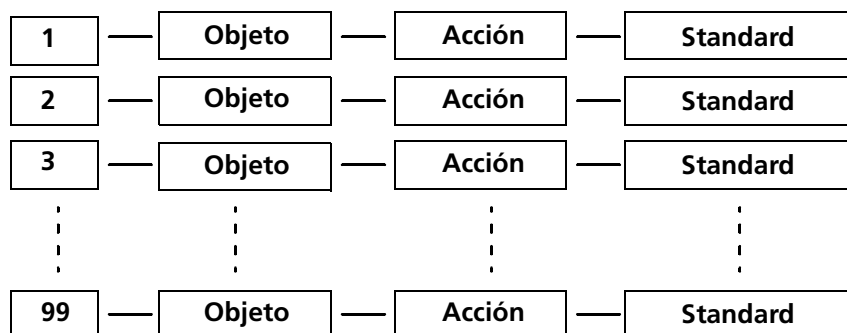 1 Objeto Acción Standard
2 Objeto Acción Standard
3 Objeto Acción Standard
99 Objeto Acción Standard